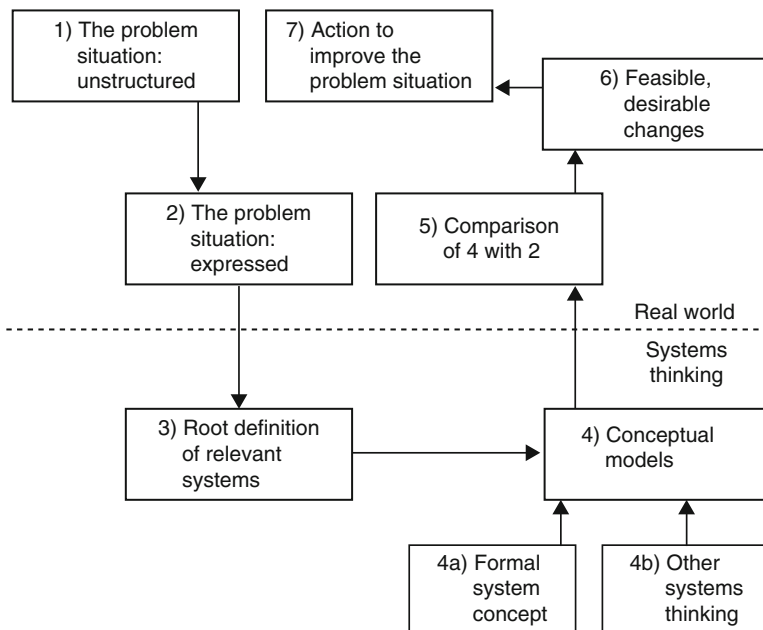 1) The problem
situation:
unstructured
7) Action to
improve the
problem situation
6) Feasible,
desirable
changes
2) The problem
situation:
expressed
5) Comparison
of 4 with 2
Real world
Systems
thinking
3) Root definition
of relevant
systems
4) Conceptual
models
4a) Formal
system
concept
4b) Other
systems
thinking